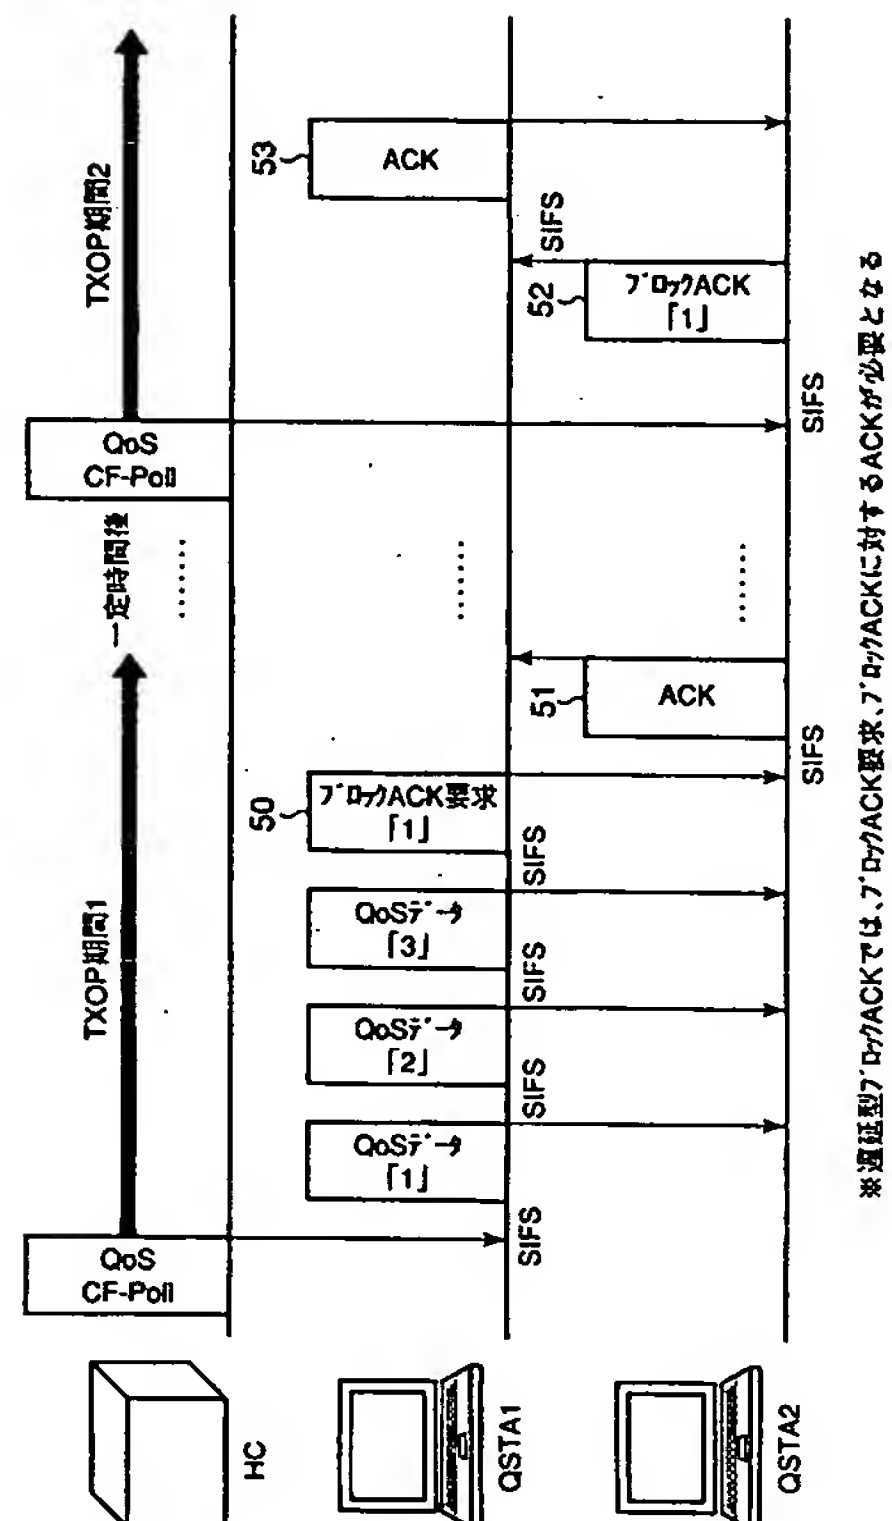 TXOP期間2
53
ACK
SIFS
52
ブロックACK
「1」
QoS
CF-Poll
SIFS
一定時間後
・・・・・・・
・・・・・・・
・・・・・・・
51
ACK
SIFS
50
ブロックACK要求
「1」
SIFS
TXOP期間1
QoSデータ
「3」
SIFS
QoSデータ
「2」
SIFS
QoSデータ
「1」
SIFS
QoS
CF-Poll
HC
QSTA1
QSTA2
※遅延型ブロックACKでは、ブロックACK要求、ブロックACKに対するACKが必要となる